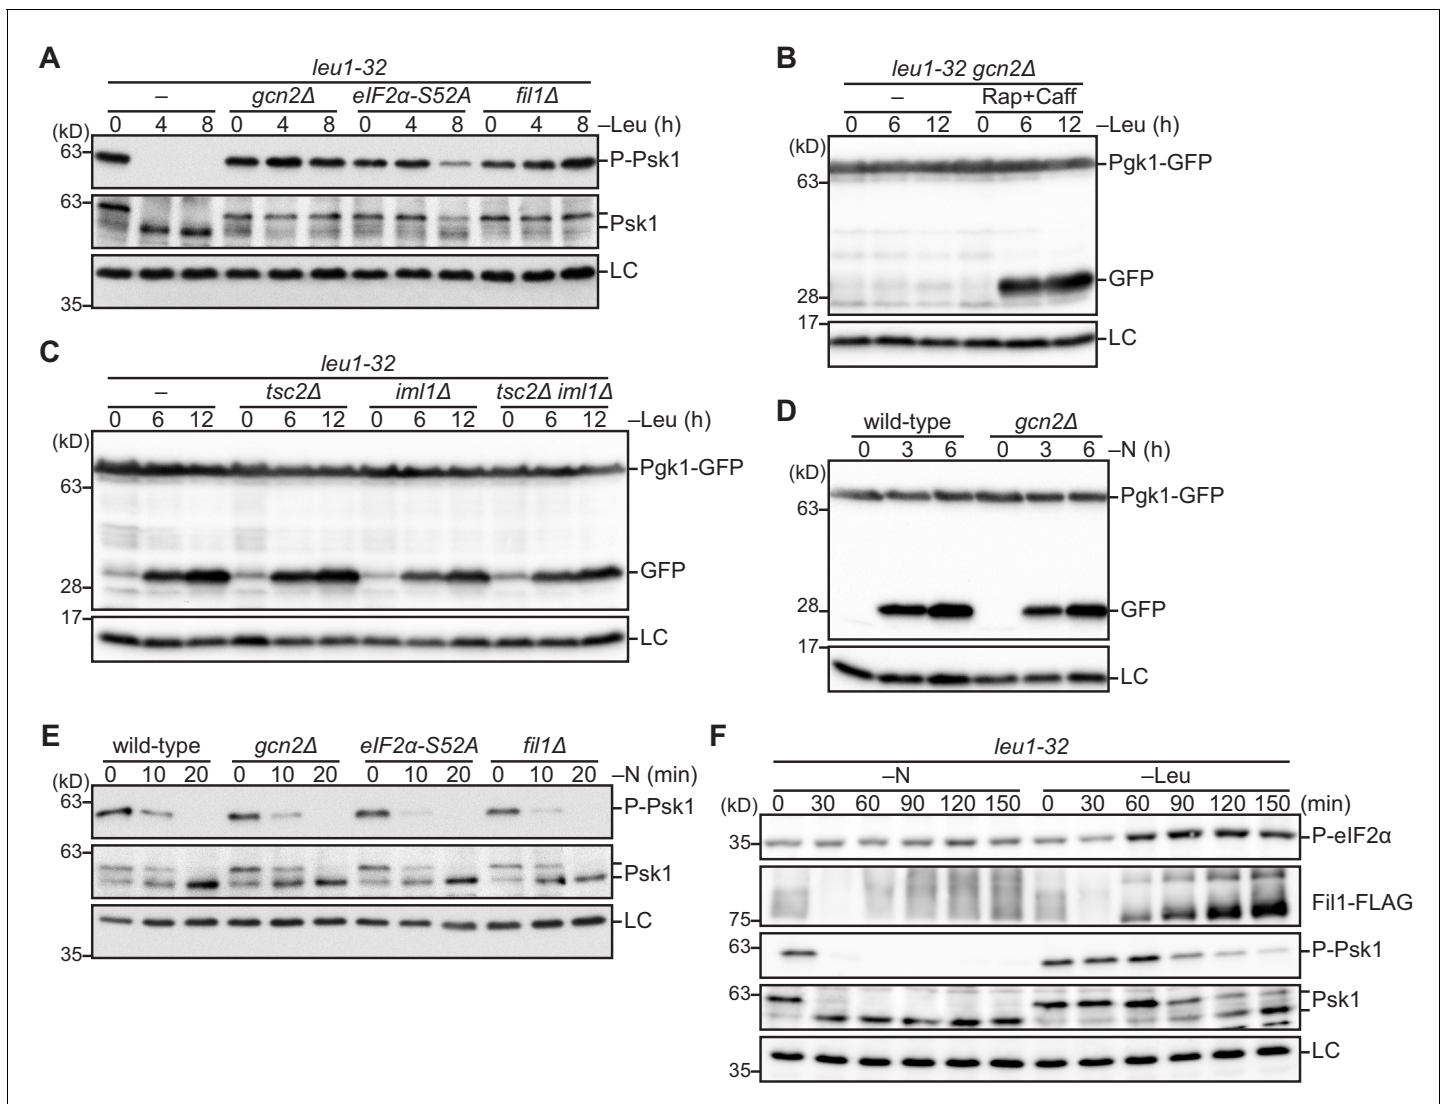 A
leu1-32
– gcn2Δ eIF2α-S52A fil1Δ
0 4 8 0 4 8 0 4 8 0 4 8 –Leu (h)
(kD)
63 P-Psk1
63 Psk1
LC
35
B
leu1-32 gcn2Δ
– Rap+Caff
0 6 12 0 6 12 –Leu (h)
(kD)
Pgk1-GFP
63
GFP
28
17
LC
C
leu1-32
– tsc2Δ iml1Δ tsc2Δ iml1Δ
0 6 12 0 6 12 0 6 12 0 6 12 –Leu (h)
(kD)
Pgk1-GFP
63
GFP
28
17
LC
D
wild-type gcn2Δ
0 3 6 0 3 6 –N (h)
(kD)
Pgk1-GFP
63
28 GFP
17
LC
E
wild-type gcn2Δ eIF2α-S52A fil1Δ
0 10 20 0 10 20 0 10 20 0 10 20 –N (min)
(kD)
63 P-Psk1
63
Psk1
LC
35
F
leu1-32
–N –Leu
0 30 60 90 120 150 0 30 60 90 120 150 (min)
(kD)
35 P-eIF2α
Fil1-FLAG
75
63 P-Psk1
63 Psk1
LC
35